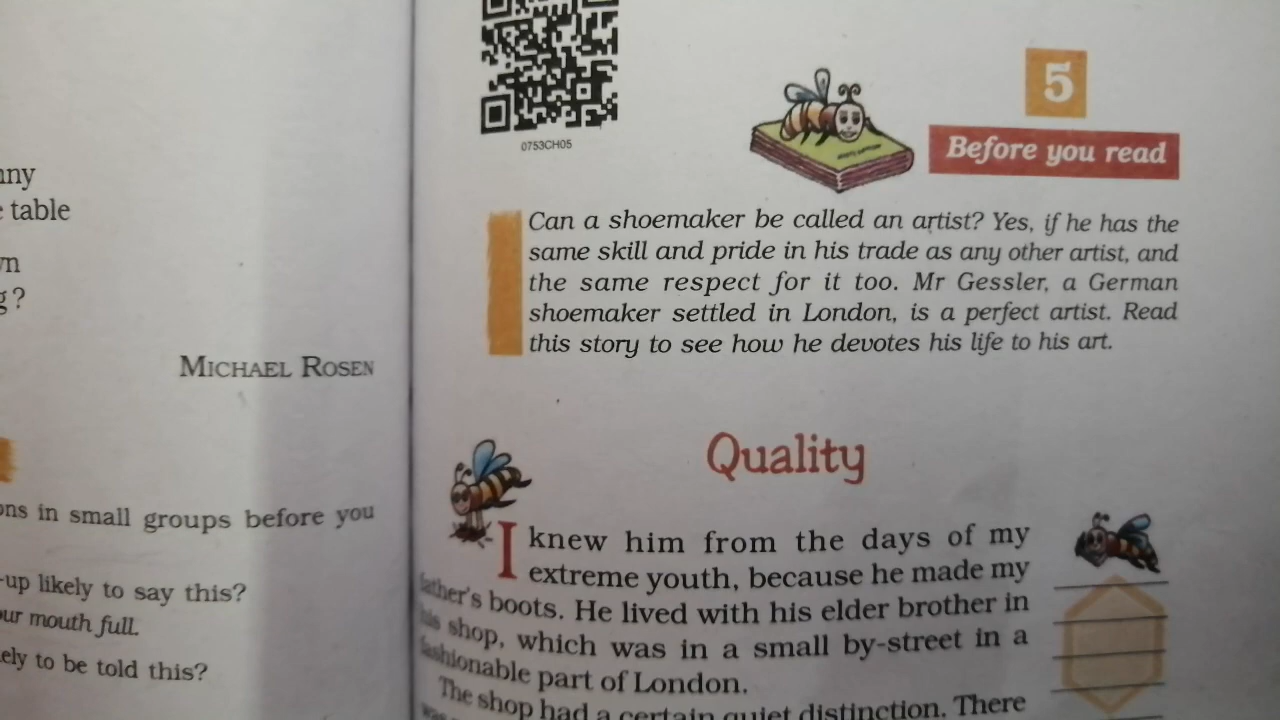 table
MICHAEL ROSEN
ons in small groups before you
-up likely to say this?
mouth full.
ely to be told this?
0753CH05
5
Before you read
Can a shoemaker be called an artist? Yes, if he has the
same skill and pride in his trade as any other artist, and
the same respect for it too. Mr Gessler, a German
shoemaker settled in London, is a perfect artist. Read
this story to see how he devotes his life to his art.
Quality
I knew him from the days of my
extreme youth, because he made my
father's boots. He lived with his elder brother in
his shop, which was in a small by-street in a
fashionable part of London.
The shop had a certain quiet distinction. There